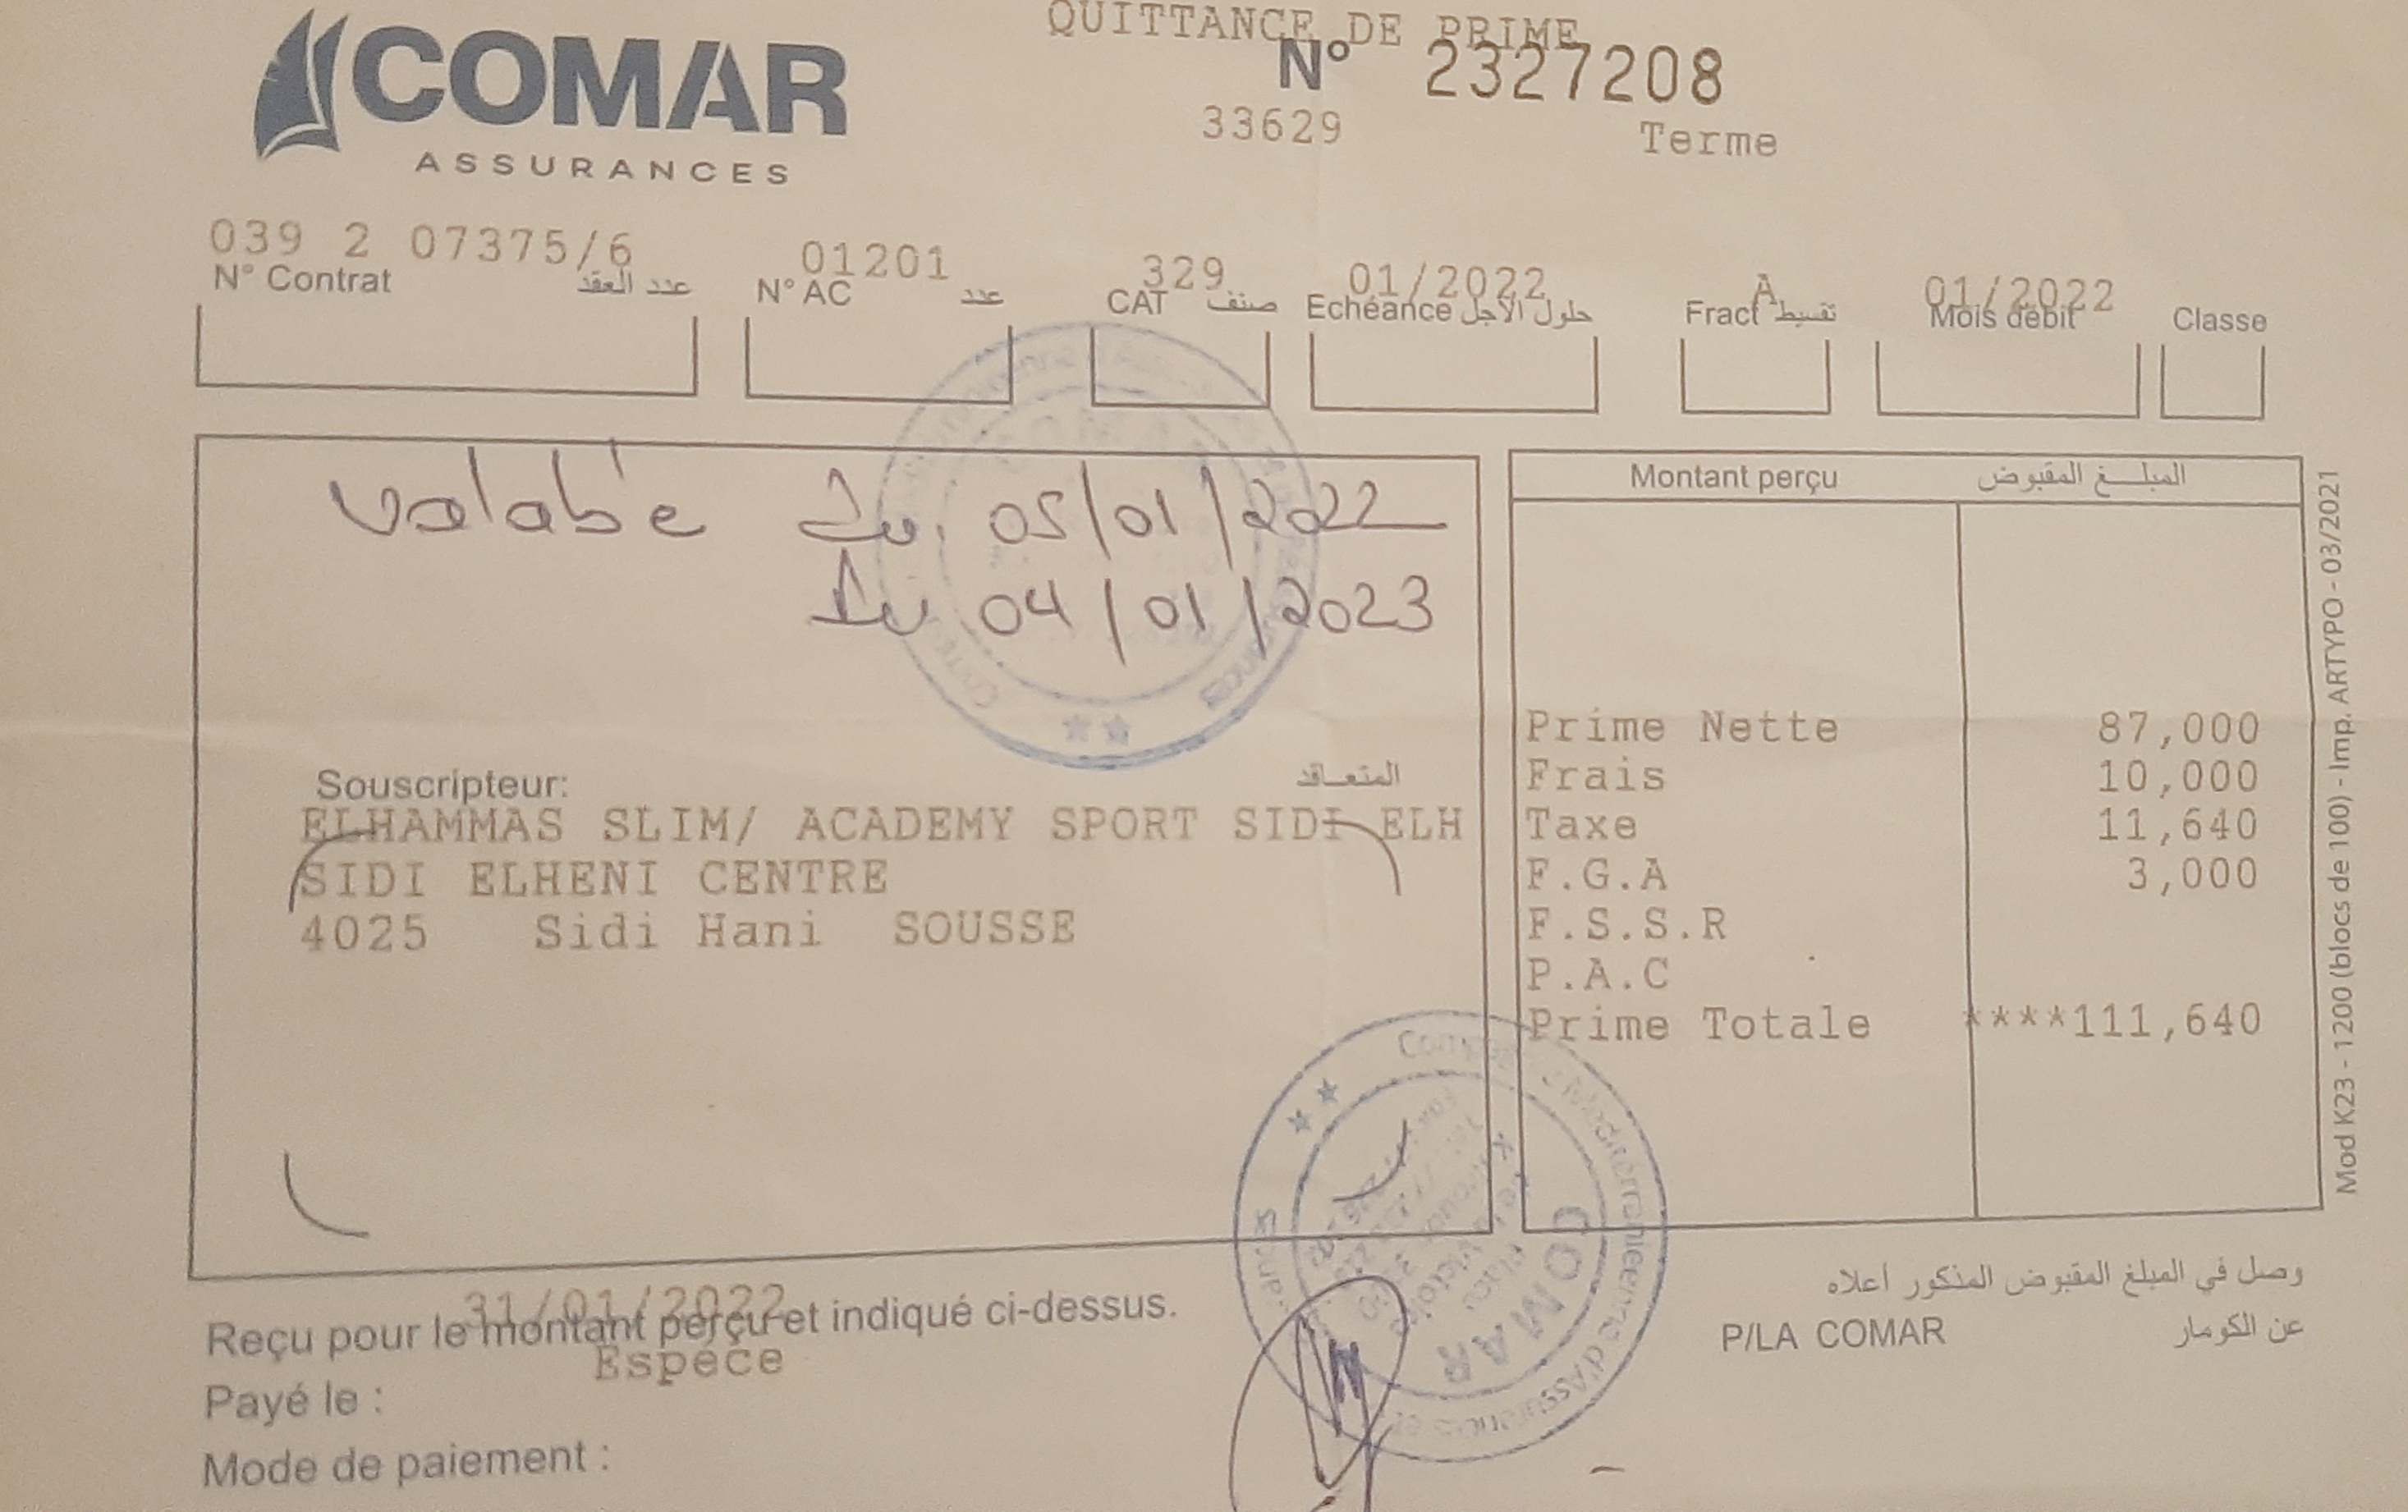 COMAR
ASSURANCES
QUITTANCE DE PRIME
N° 2327208
33629 Terme
039 2 07375/6 01201 329 01/2022 A 01/2022
N° Contrat عدد العقد N° AC عدد CAT صنف Echéance حلول الأجل Fract تقسيط Mois débit Classe
valable Du 05/01/2022
Au 04/01/2023
Souscripteur: المتعاقد
ELHAMMAS SLIM/ ACADEMY SPORT SIDI ELH
SIDI ELHENI CENTRE
4025 Sidi Hani SOUSSE
Montant perçu المبلغ المقبوض
Prime Nette 87,000
Frais 10,000
Taxe 11,640
F.G.A 3,000
F.S.S.R
P.A.C
Prime Totale ****111,640
Mod K23 - 1200 (blocs de 100) - Imp. ARTYPO - 03/2021
COMAR
31/01/2022
Reçu pour le montant perçu et indiqué ci-dessus.
Espéce
Payé le :
Mode de paiement :
وصل في المبلغ المقبوض المذكور أعلاه
P/LA COMAR عن الكومار